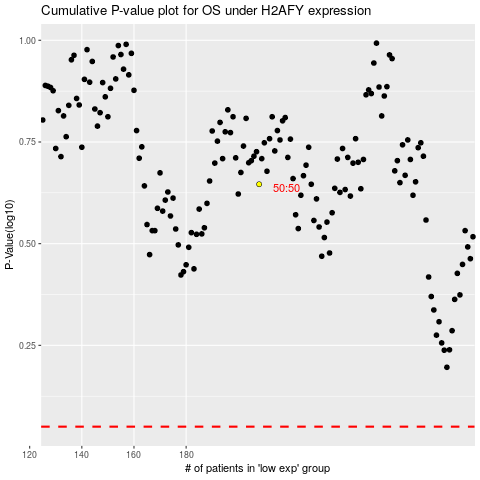 Cumulative P-value plot for OS under H2AFY expression
1.00
0.75
0.50
0.25
P-Value(log10)
50:50
120 140 160 180
# of patients in 'low exp' group